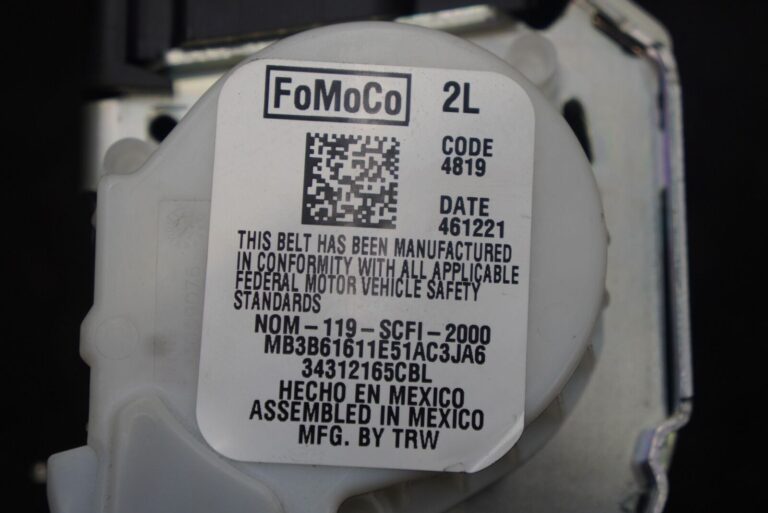 FoMoCo 2L
CODE
4819
DATE
461221
THIS BELT HAS BEEN MANUFACTURED
IN CONFORMITY WITH ALL APPLICABLE
FEDERAL MOTOR VEHICLE SAFETY
STANDARDS
NOM-119-SCFI-2000
MB3B61611E51AC3JA6
34312165CBL
HECHO EN MEXICO
ASSEMBLED IN MEXICO
MFG. BY TRW